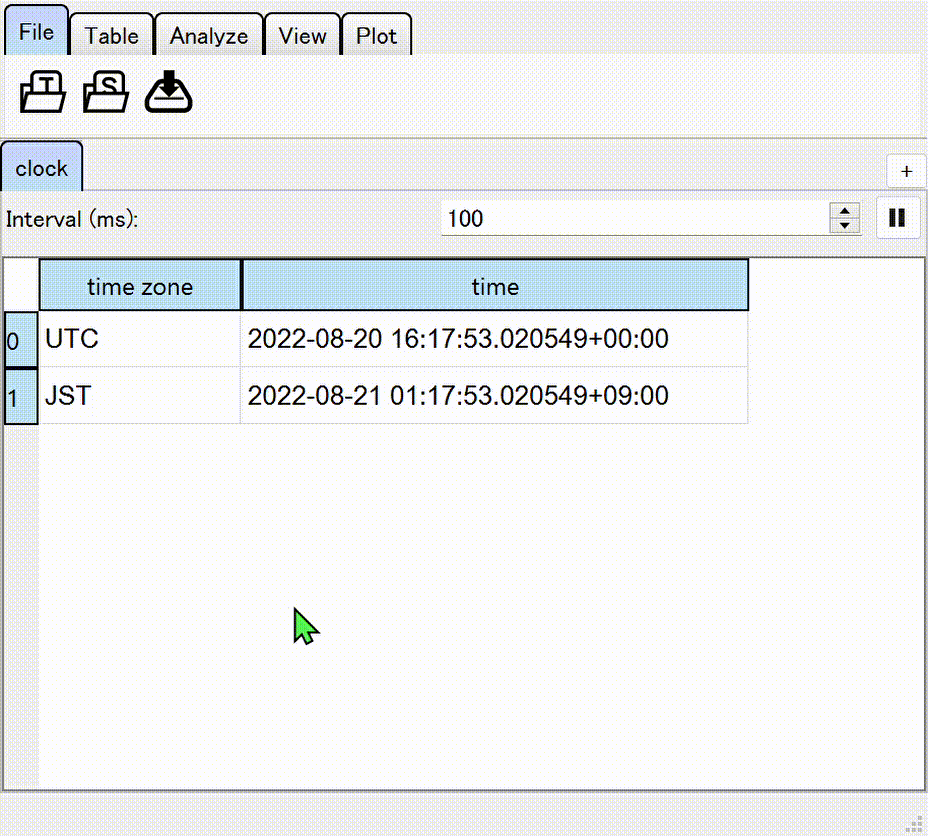 File Table Analyze View Plot
T S
clock +
Interval (ms): 100
time zone time
0 UTC 2022-08-20 16:17:53.020549+00:00
1 JST 2022-08-21 01:17:53.020549+09:00